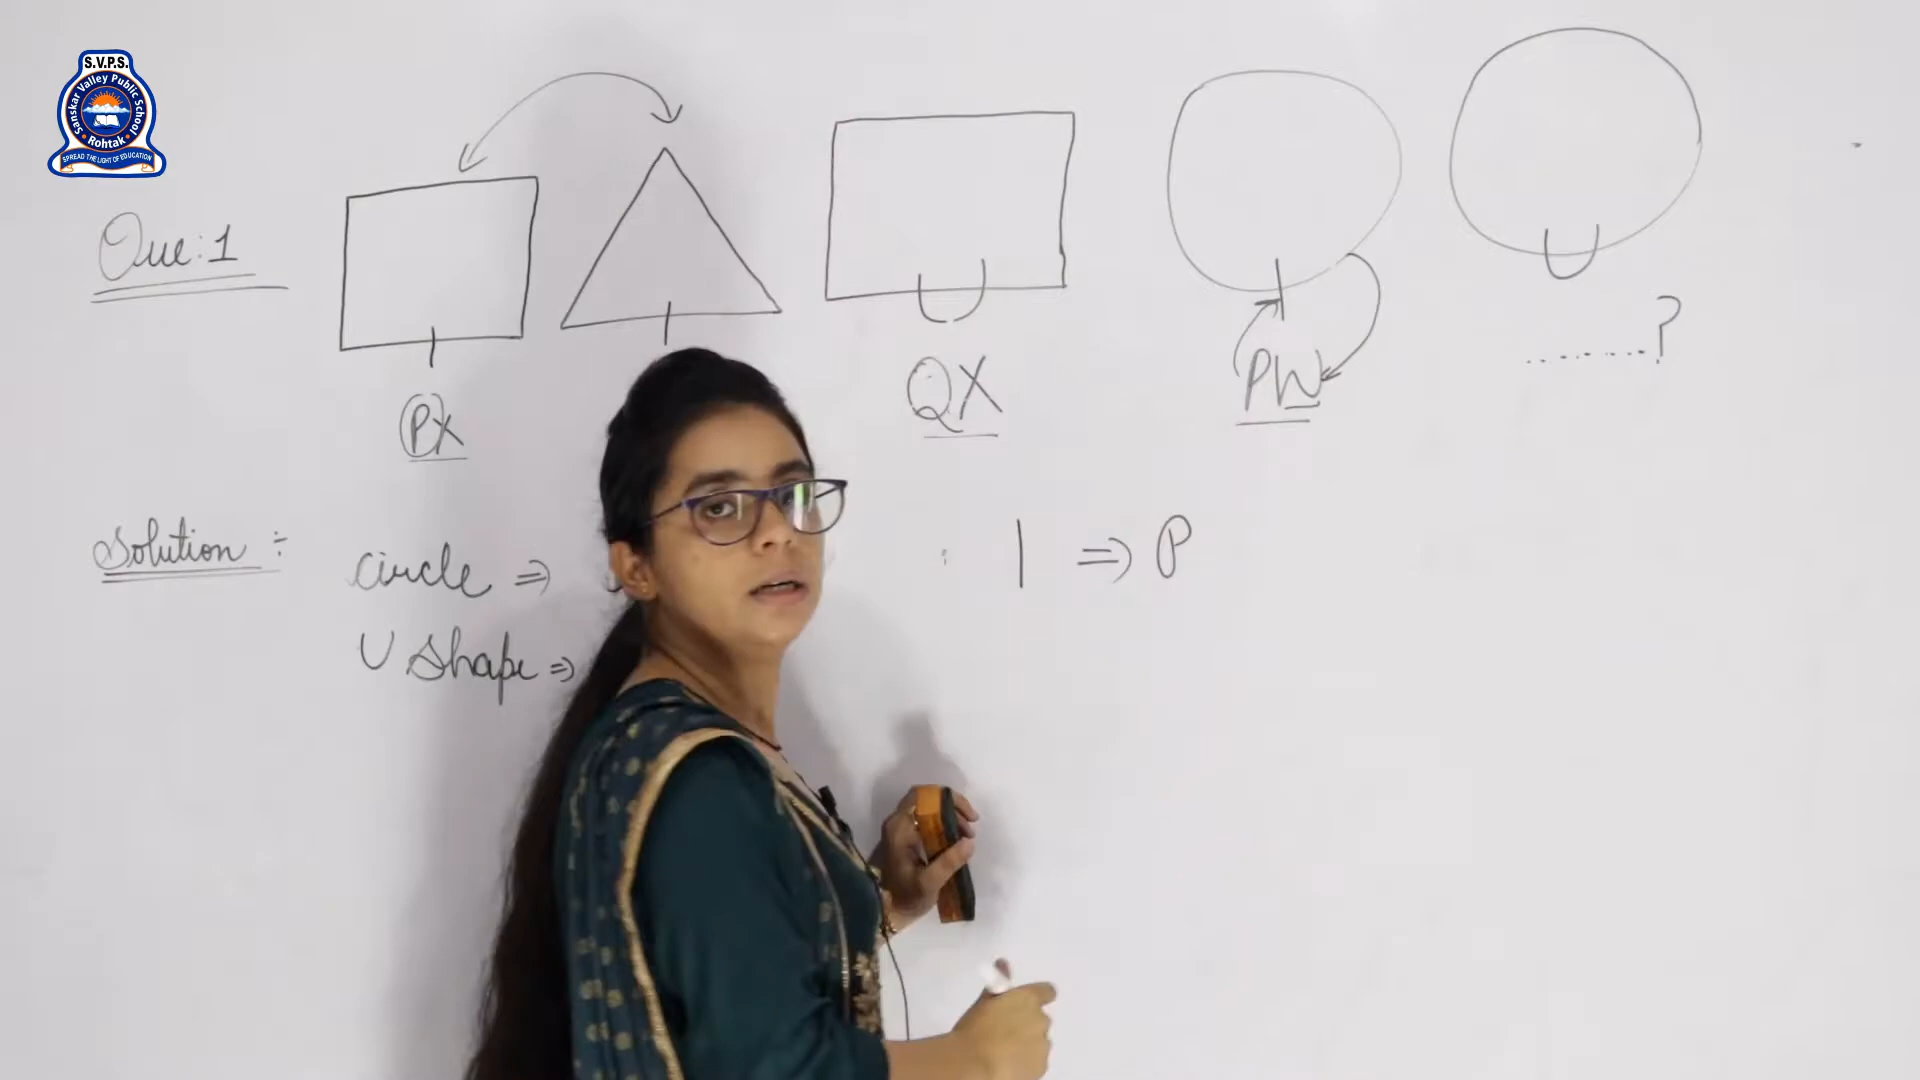 S.V.P.S.
Sanskar Valley Public School
Rohtak
SPREAD THE LIGHT OF EDUCATION
Que:1
PX
QX
PW
..........?
Solution :-
circle ⇒
: | ⇒ P
U shape ⇒